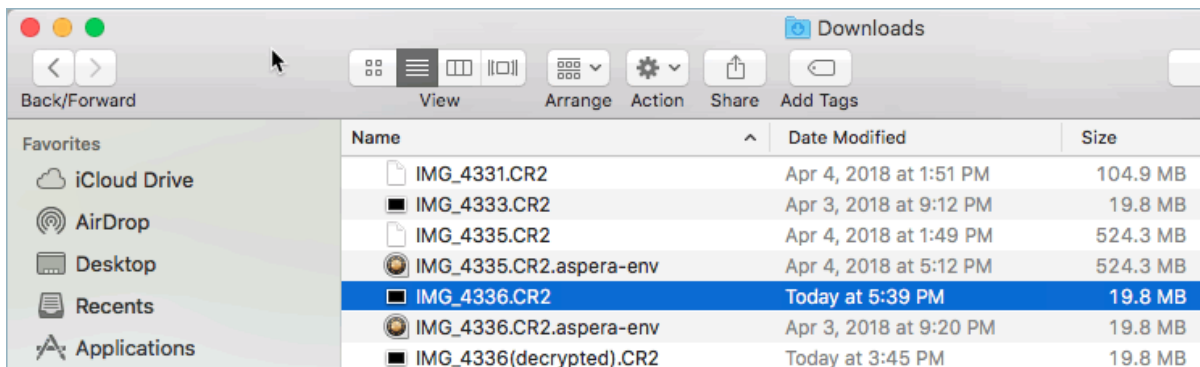 Downloads
Back/Forward View Arrange Action Share Add Tags
Favorites
iCloud Drive
AirDrop
Desktop
Recents
Applications
Name Date Modified Size
IMG_4331.CR2 Apr 4, 2018 at 1:51 PM 104.9 MB
IMG_4333.CR2 Apr 3, 2018 at 9:12 PM 19.8 MB
IMG_4335.CR2 Apr 4, 2018 at 1:49 PM 524.3 MB
IMG_4335.CR2.aspera-env Apr 4, 2018 at 5:12 PM 524.3 MB
IMG_4336.CR2 Today at 5:39 PM 19.8 MB
IMG_4336.CR2.aspera-env Apr 3, 2018 at 9:20 PM 19.8 MB
IMG_4336(decrypted).CR2 Today at 3:45 PM 19.8 MB